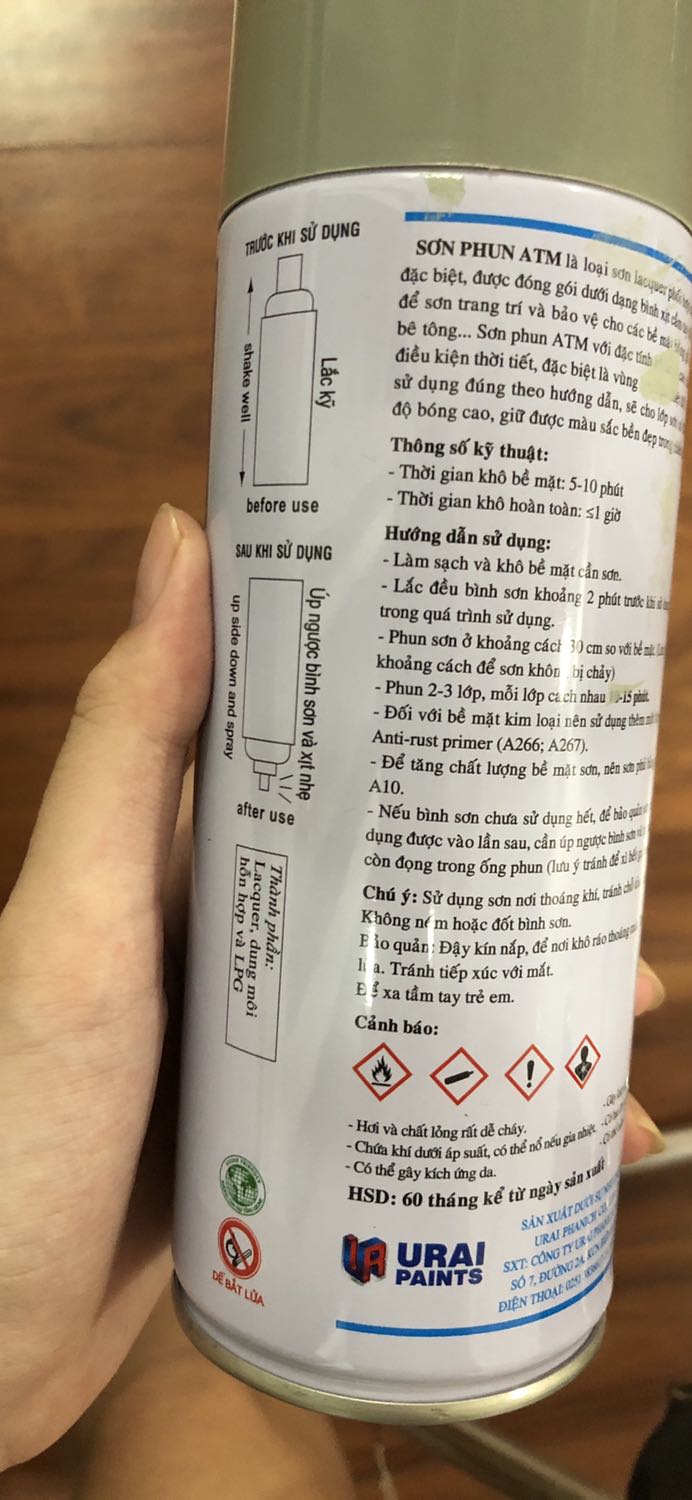 TRƯỚC KHI SỬ DỤNG
shake well
Lắc kỹ
before use
SAU KHI SỬ DỤNG
up side down and spray
Úp ngược bình sơn và xịt nhẹ
after use
Thành phần:
Lacquer, dung môi
hỗn hợp và LPG
DỄ BẮT LỬA
SƠN PHUN ATM là loại sơn lacquer
đặc biệt, được đóng gói dưới dạng bình xịt
để sơn trang trí và bảo vệ cho các bề
bê tông... Sơn phun ATM với đặc tính
điều kiện thời tiết, đặc biệt là vùng
sử dụng đúng theo hướng dẫn, sẽ cho lớp
độ bóng cao, giữ được màu sắc bền đẹp
Thông số kỹ thuật:
- Thời gian khô bề mặt: 5-10 phút
- Thời gian khô hoàn toàn: ≤1 giờ
Hướng dẫn sử dụng:
- Làm sạch và khô bề mặt cần sơn.
- Lắc đều bình sơn khoảng 2 phút trước khi
trong quá trình sử dụng.
- Phun sơn ở khoảng cách 30 cm so với bề
khoảng cách để sơn không bị chảy)
- Phun 2-3 lớp, mỗi lớp cách nhau -15 phút.
- Đối với bề mặt kim loại nên sử dụng thêm
Anti-rust primer (A266; A267).
- Để tăng chất lượng bề mặt sơn, nên sơn phủ
A10.
- Nếu bình sơn chưa sử dụng hết, để bảo quản
dụng được vào lần sau, cần úp ngược bình sơn
còn đọng trong ống phun (lưu ý tránh để xì hết
Chú ý: Sử dụng sơn nơi thoáng khí, tránh chỗ
Không ném hoặc đốt bình sơn.
Bảo quản: Đậy kín nắp, để nơi khô ráo thoáng
lửa. Tránh tiếp xúc với mắt.
Để xa tầm tay trẻ em.
Cảnh báo:
- Hơi và chất lỏng rất dễ cháy.
- Chứa khí dưới áp suất, có thể nổ nếu gia nhiệt.
- Có thể gây kích ứng da.
HSD: 60 tháng kể từ ngày sản xuất
UA URAI
PAINTS
SẢN XUẤT DƯỚI SỰ
URAI PHANICH
SXT: CÔNG TY
SỐ 7, ĐƯỜNG 2A,
ĐIỆN THOẠI: 0251